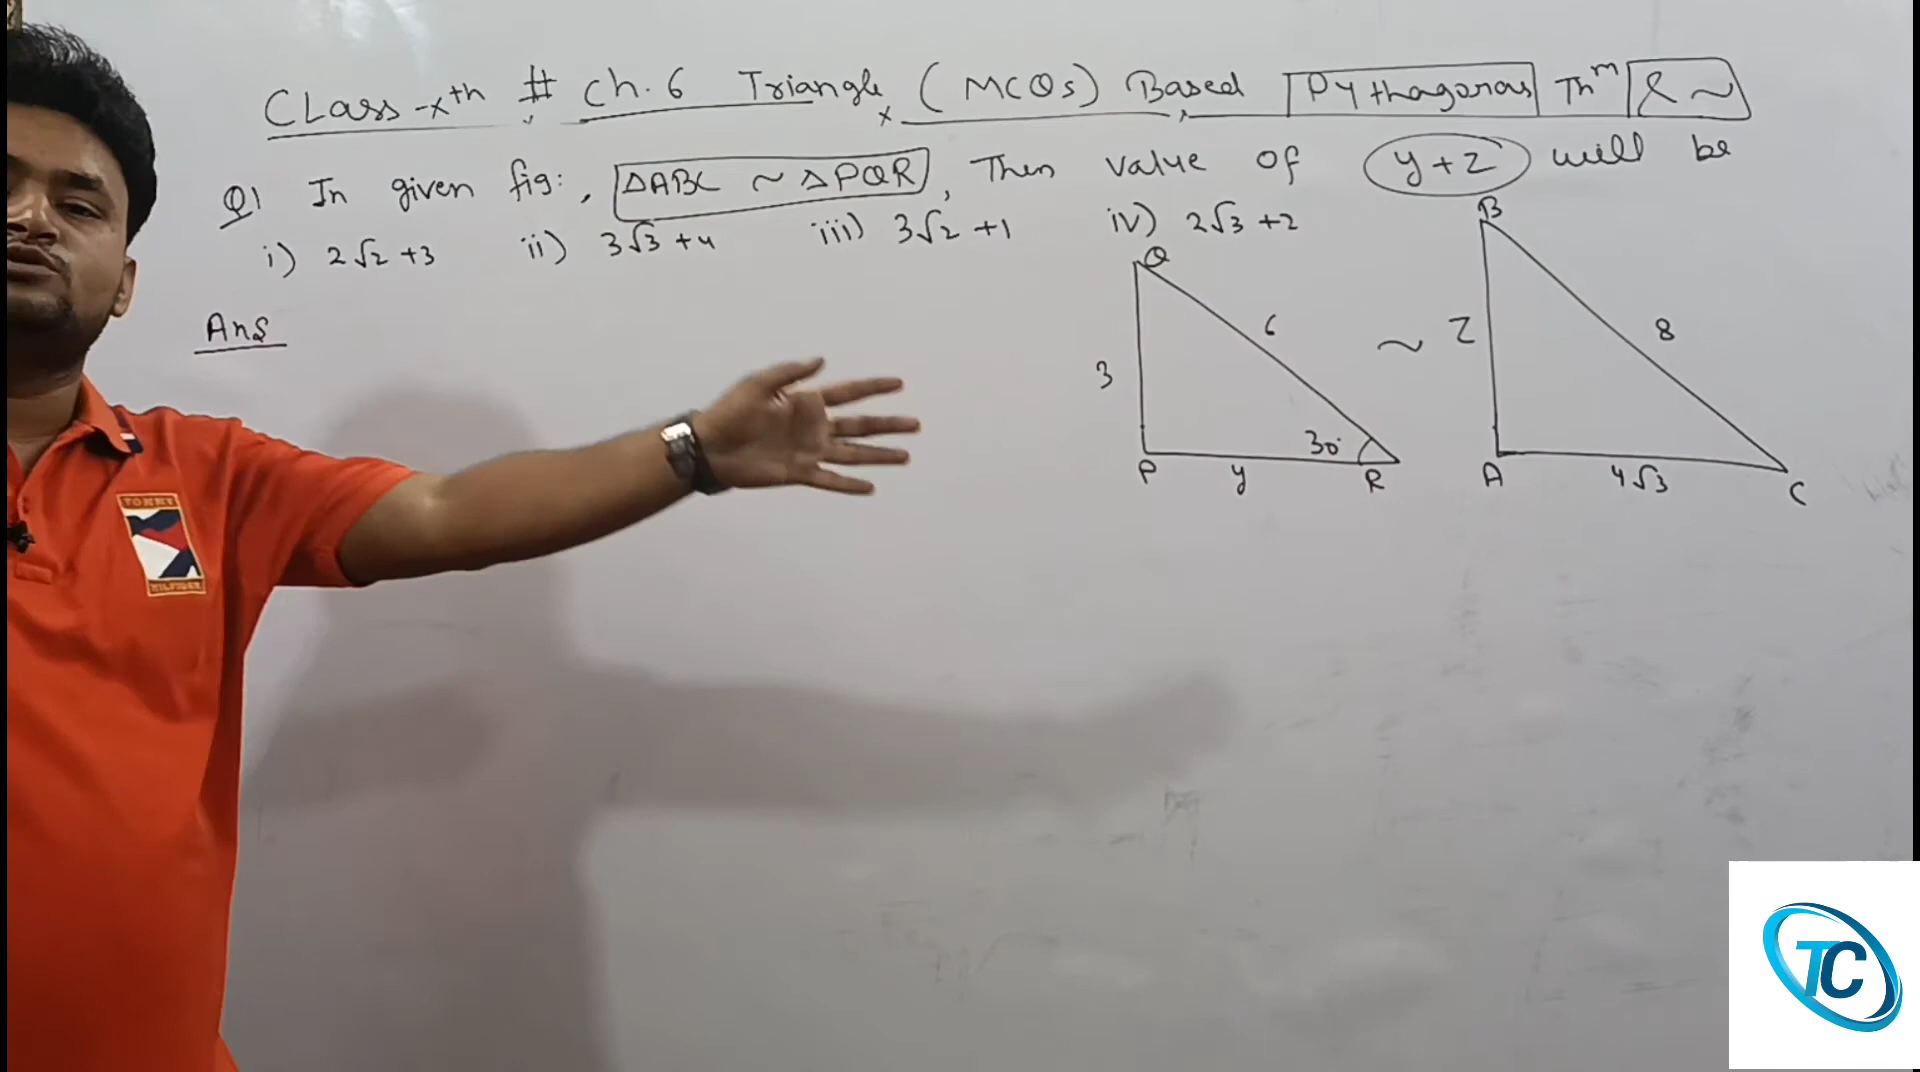 CLass -xth # Ch. 6 Triangle (MCQs) Based Pythagoras Thm & ~
Q1 In given fig:, △ABC ~ △PQR, Then value of y+z will be
i) 2√2 +3 ii) 3√3 +4 iii) 3√2 +1 iv) 2√3 +2
Ans
Q
6
3
30°
P y R
~
B
Z
8
A 4√3 C
TOMMY
HILFIGER
TC